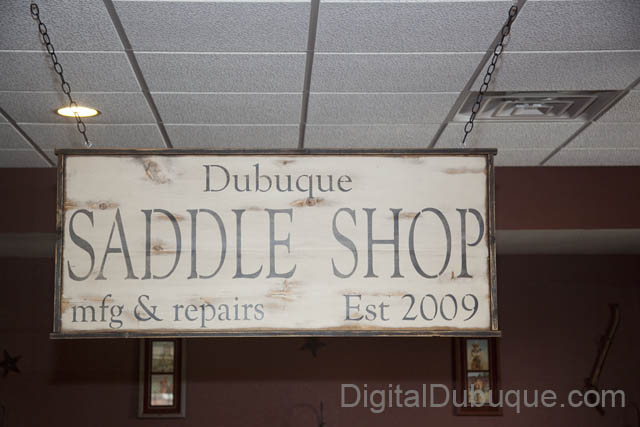 Dubuque
SADDLE SHOP
mfg & repairs Est 2009
DigitalDubuque.com